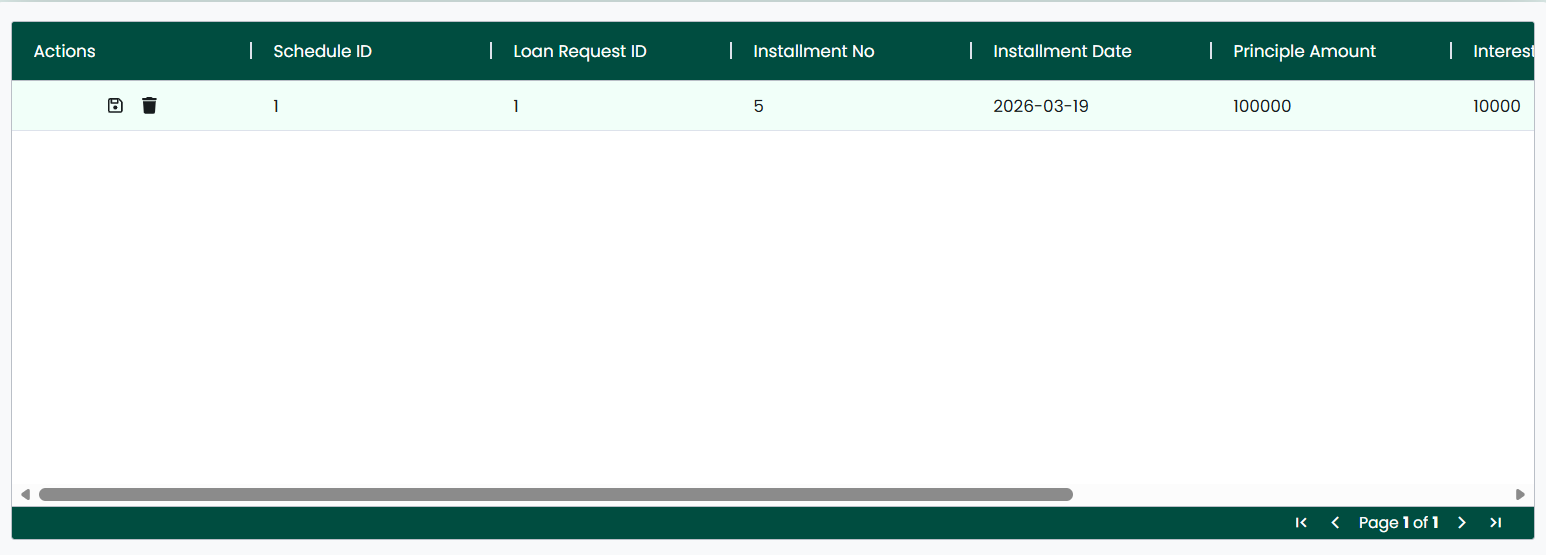 Actions | Schedule ID | Loan Request ID | Installment No | Installment Date | Principle Amount | Interest
1 1 5 2026-03-19 100000 10000
Page 1 of 1